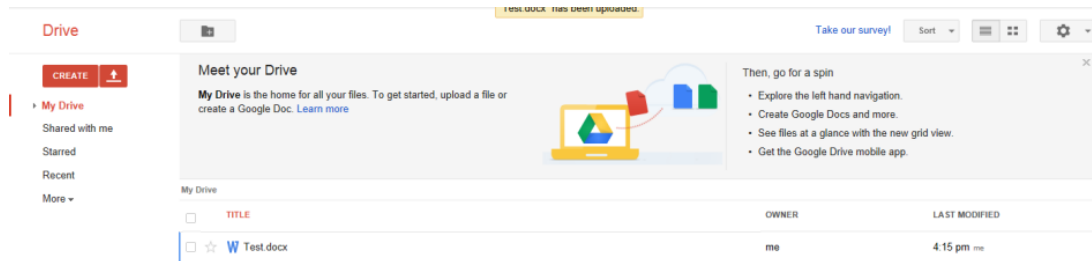 Test.docx" has been uploaded.
Drive
Take our survey!
Sort
CREATE
My Drive
Shared with me
Starred
Recent
More
Meet your Drive
My Drive is the home for all your files. To get started, upload a file or
create a Google Doc. Learn more
Then, go for a spin
• Explore the left hand navigation.
• Create Google Docs and more.
• See files at a glance with the new grid view.
• Get the Google Drive mobile app.
My Drive
TITLE OWNER LAST MODIFIED
W Test.docx me 4:15 pm me